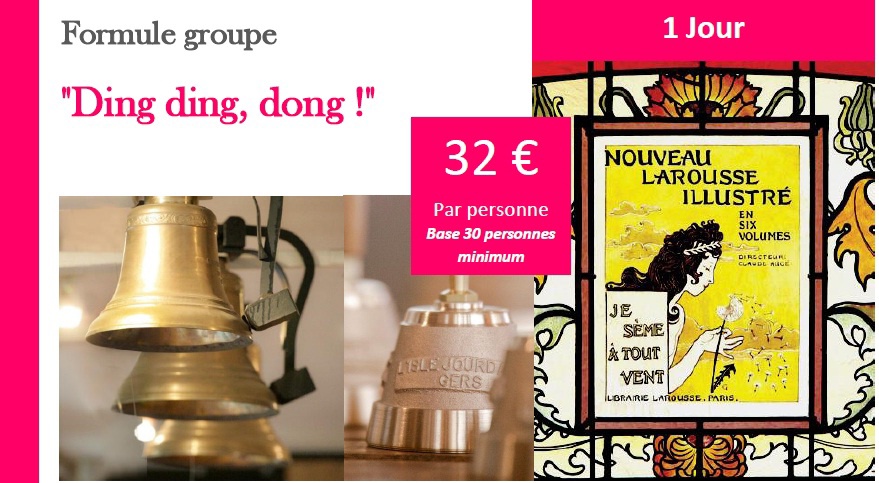 Formule groupe
"Ding ding, dong !"
1 Jour
32 €
Par personne
Base 30 personnes
minimum
L'ISLE JOURD
GERS
NOUVEAU
LAROUSSE
ILLUSTRÉ
EN
SIX
VOLUMES
DIRECTEUR:
CLAUDE AUGÉ
JE
SÈME
À TOUT
VENT
LIBRAIRIE LAROUSSE. PARIS.